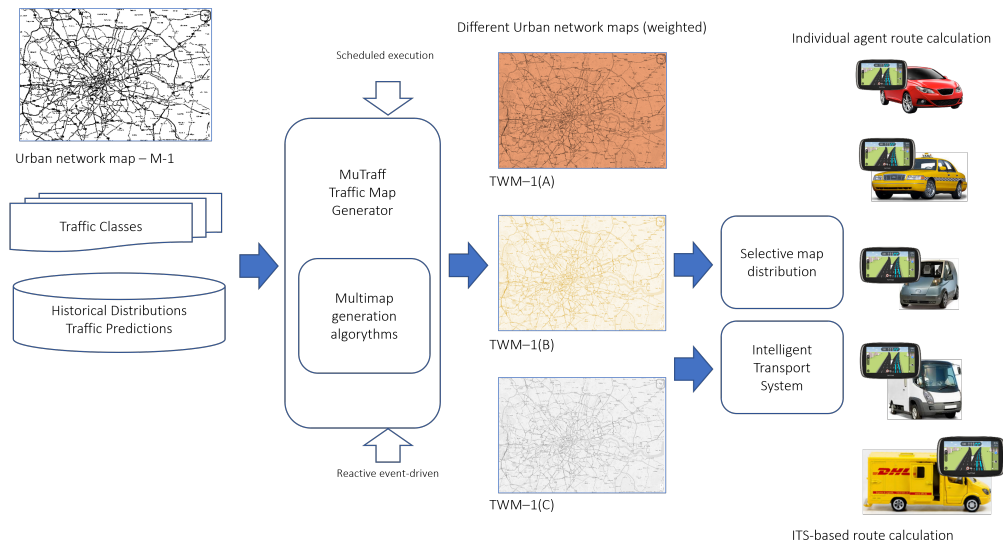 Different Urban network maps (weighted)
Individual agent route calculation
Scheduled execution
Urban network map – M-1
MuTraff
Traffic Map
Generator
TWM–1(A)
Traffic Classes
Selective map
distribution
Multimap
generation
algorythms
Historical Distributions
Traffic Predictions
TWM–1(B)
Intelligent
Transport
System
Reactive event-driven
DHL
TWM–1(C)
ITS-based route calculation